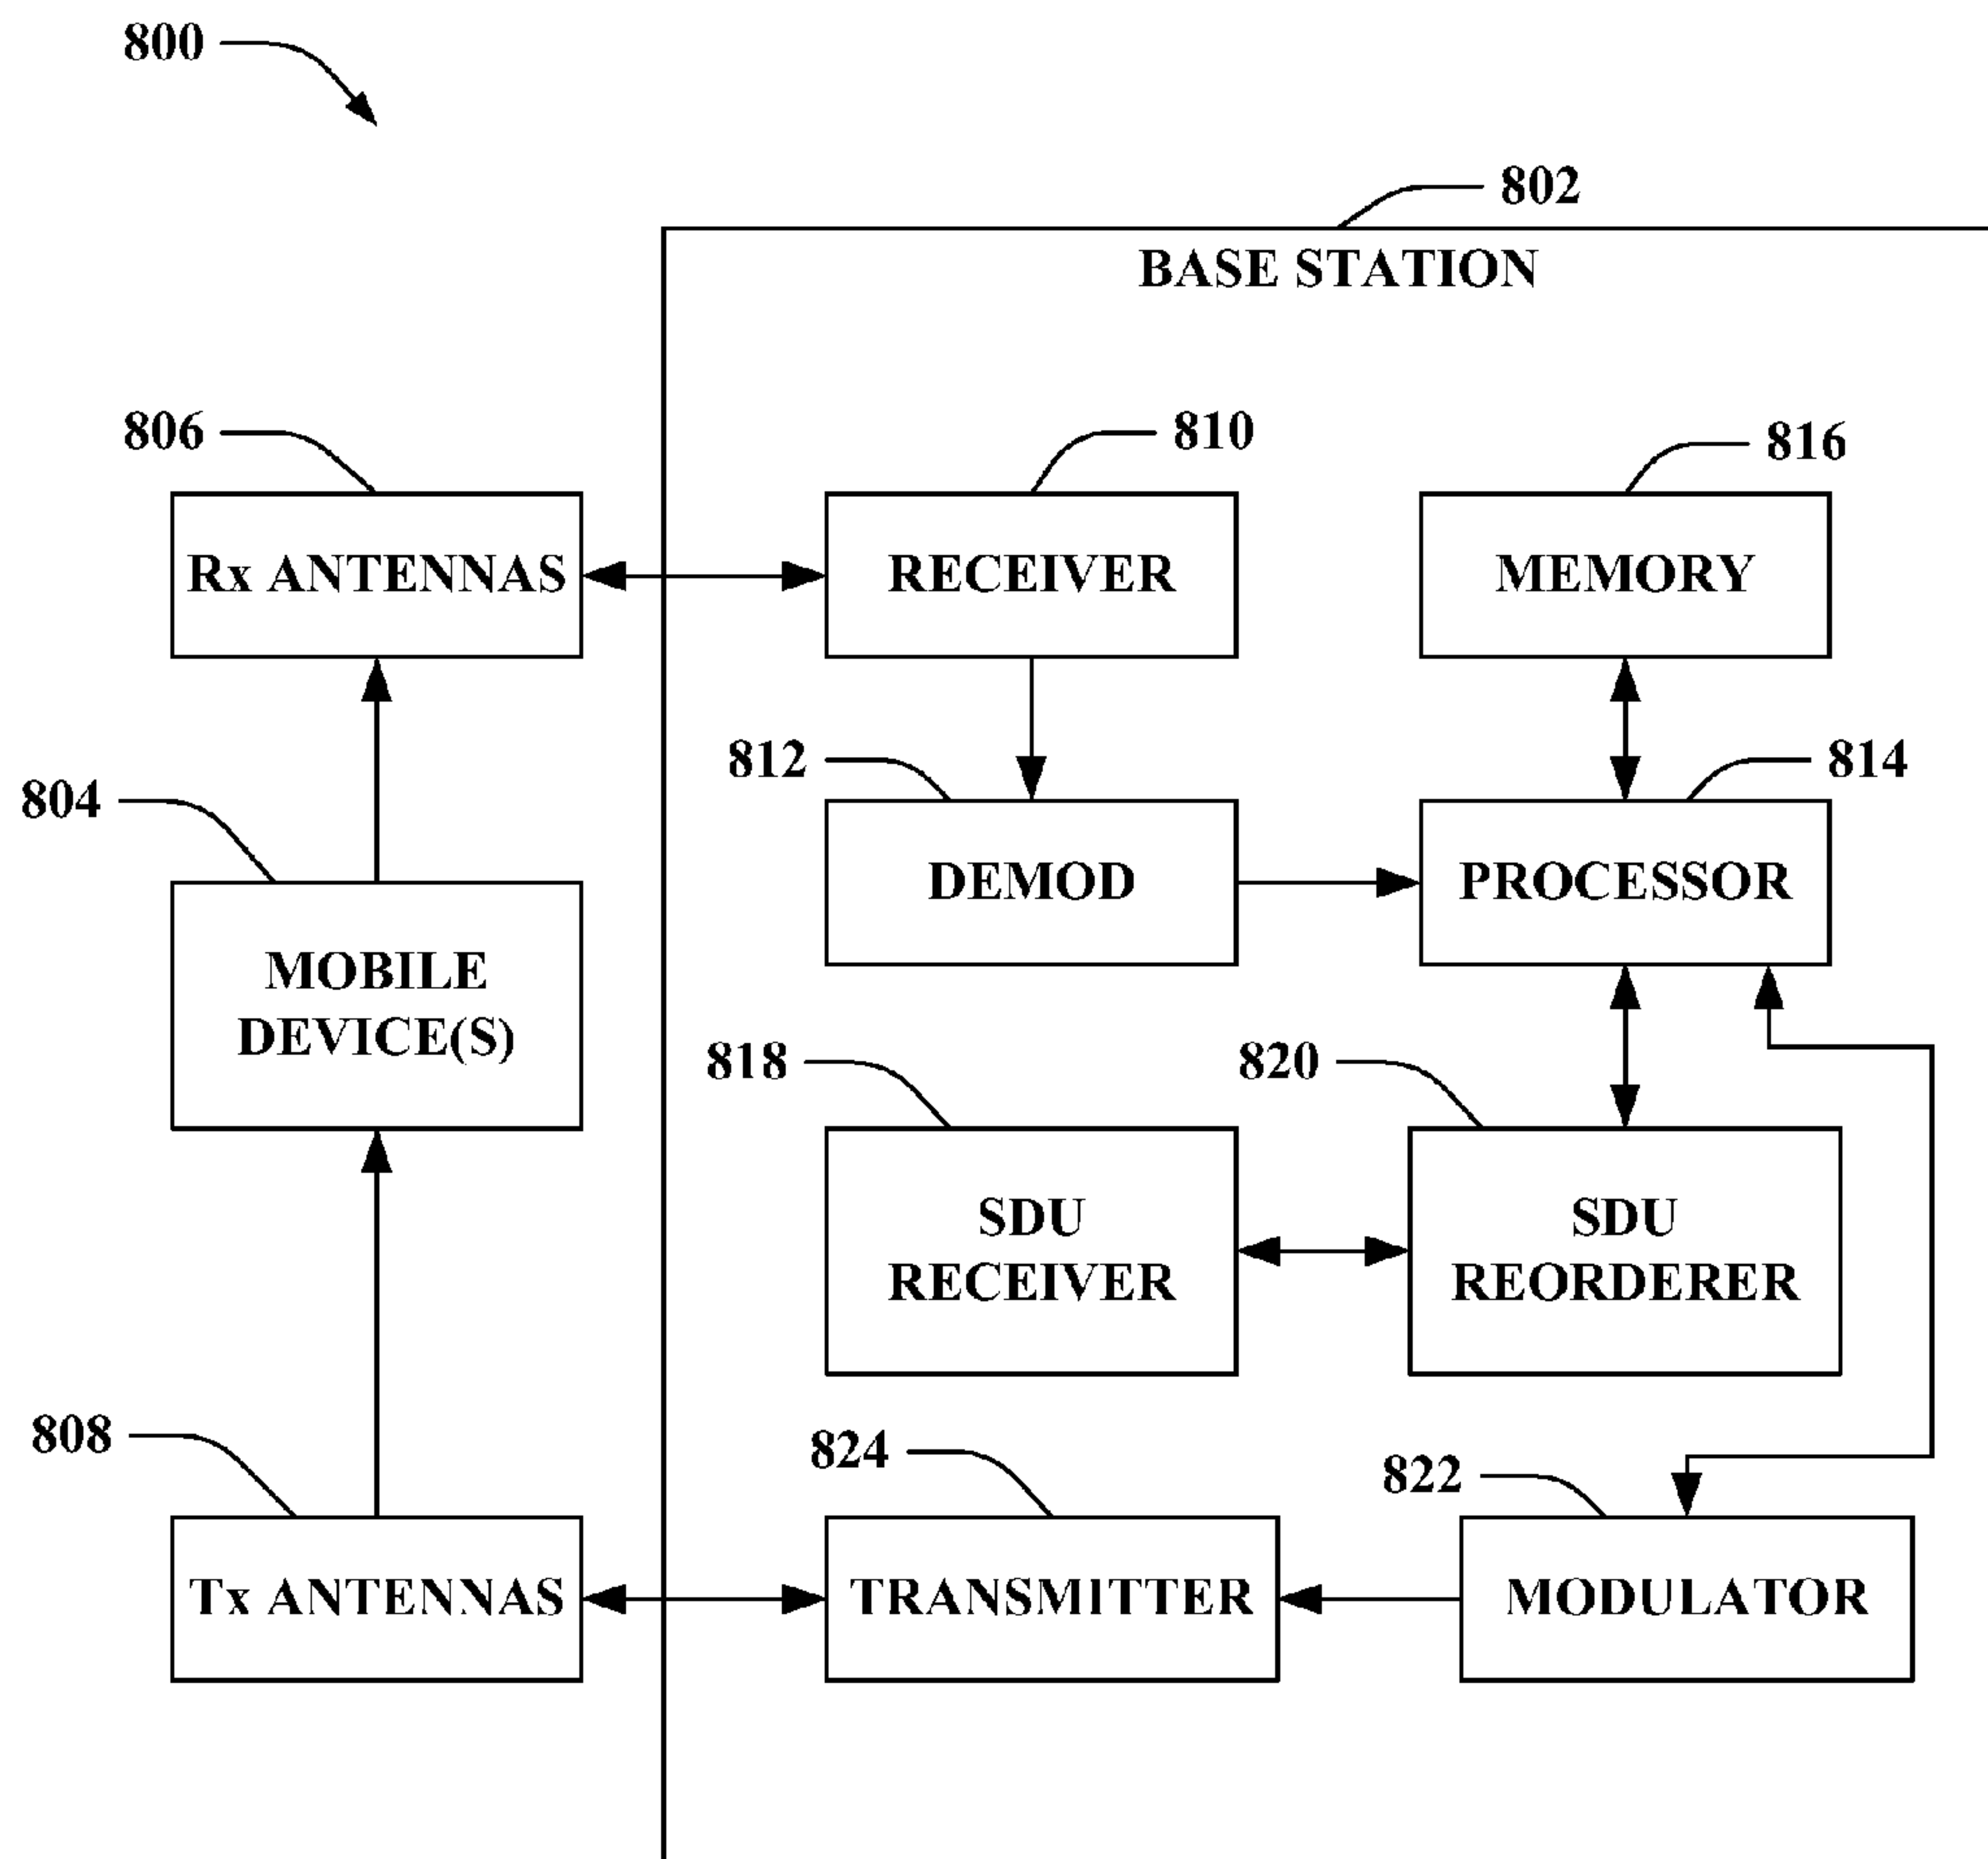 800
802
BASE STATION
806
810
816
Rx ANTENNAS
RECEIVER
MEMORY
812
814
804
DEMOD
PROCESSOR
MOBILE
DEVICE(S)
818
820
SDU
RECEIVER
SDU
REORDERER
808
824
822
Tx ANTENNAS
TRANSMITTER
MODULATOR